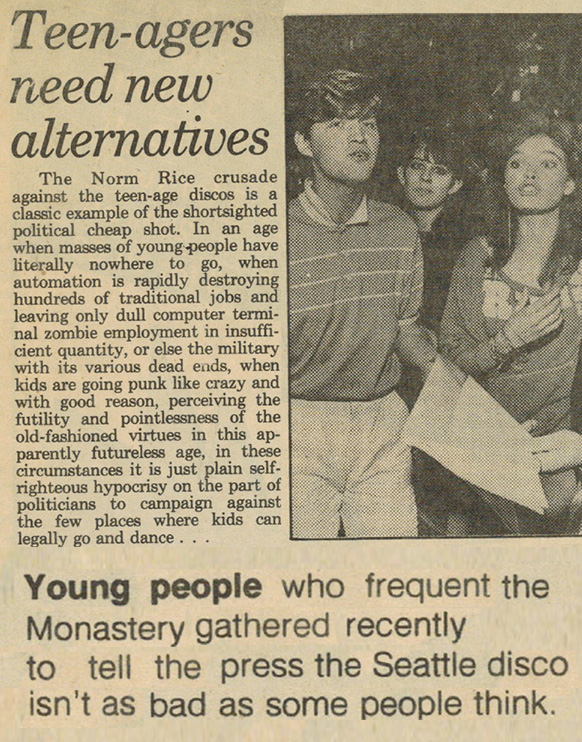 Teen-agers
need new
alternatives
The Norm Rice crusade
against the teen-age discos is a
classic example of the shortsighted
political cheap shot. In an age
when masses of young people have
literally nowhere to go, when
automation is rapidly destroying
hundreds of traditional jobs and
leaving only dull computer termi-
nal zombie employment in insuffi-
cient quantity, or else the military
with its various dead ends, when
kids are going punk like crazy and
with good reason, perceiving the
futility and pointlessness of the
old-fashioned virtues in this ap-
parently futureless age, in these
circumstances it is just plain self-
righteous hypocrisy on the part of
politicians to campaign against
the few places where kids can
legally go and dance . . .
Young people who frequent the
Monastery gathered recently
to tell the press the Seattle disco
isn't as bad as some people think.